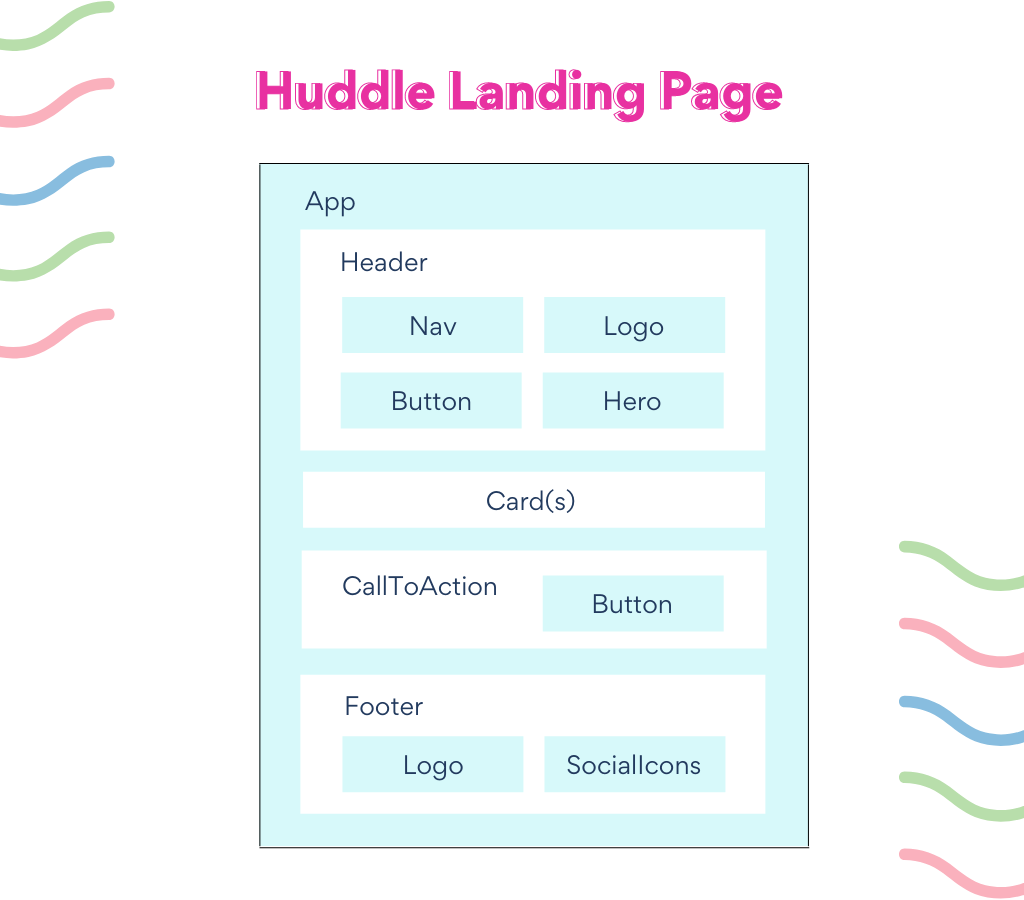 Huddle Landing Page
App
Header
Nav
Logo
Button
Hero
Card(s)
CallToAction
Button
Footer
Logo
SocialIcons